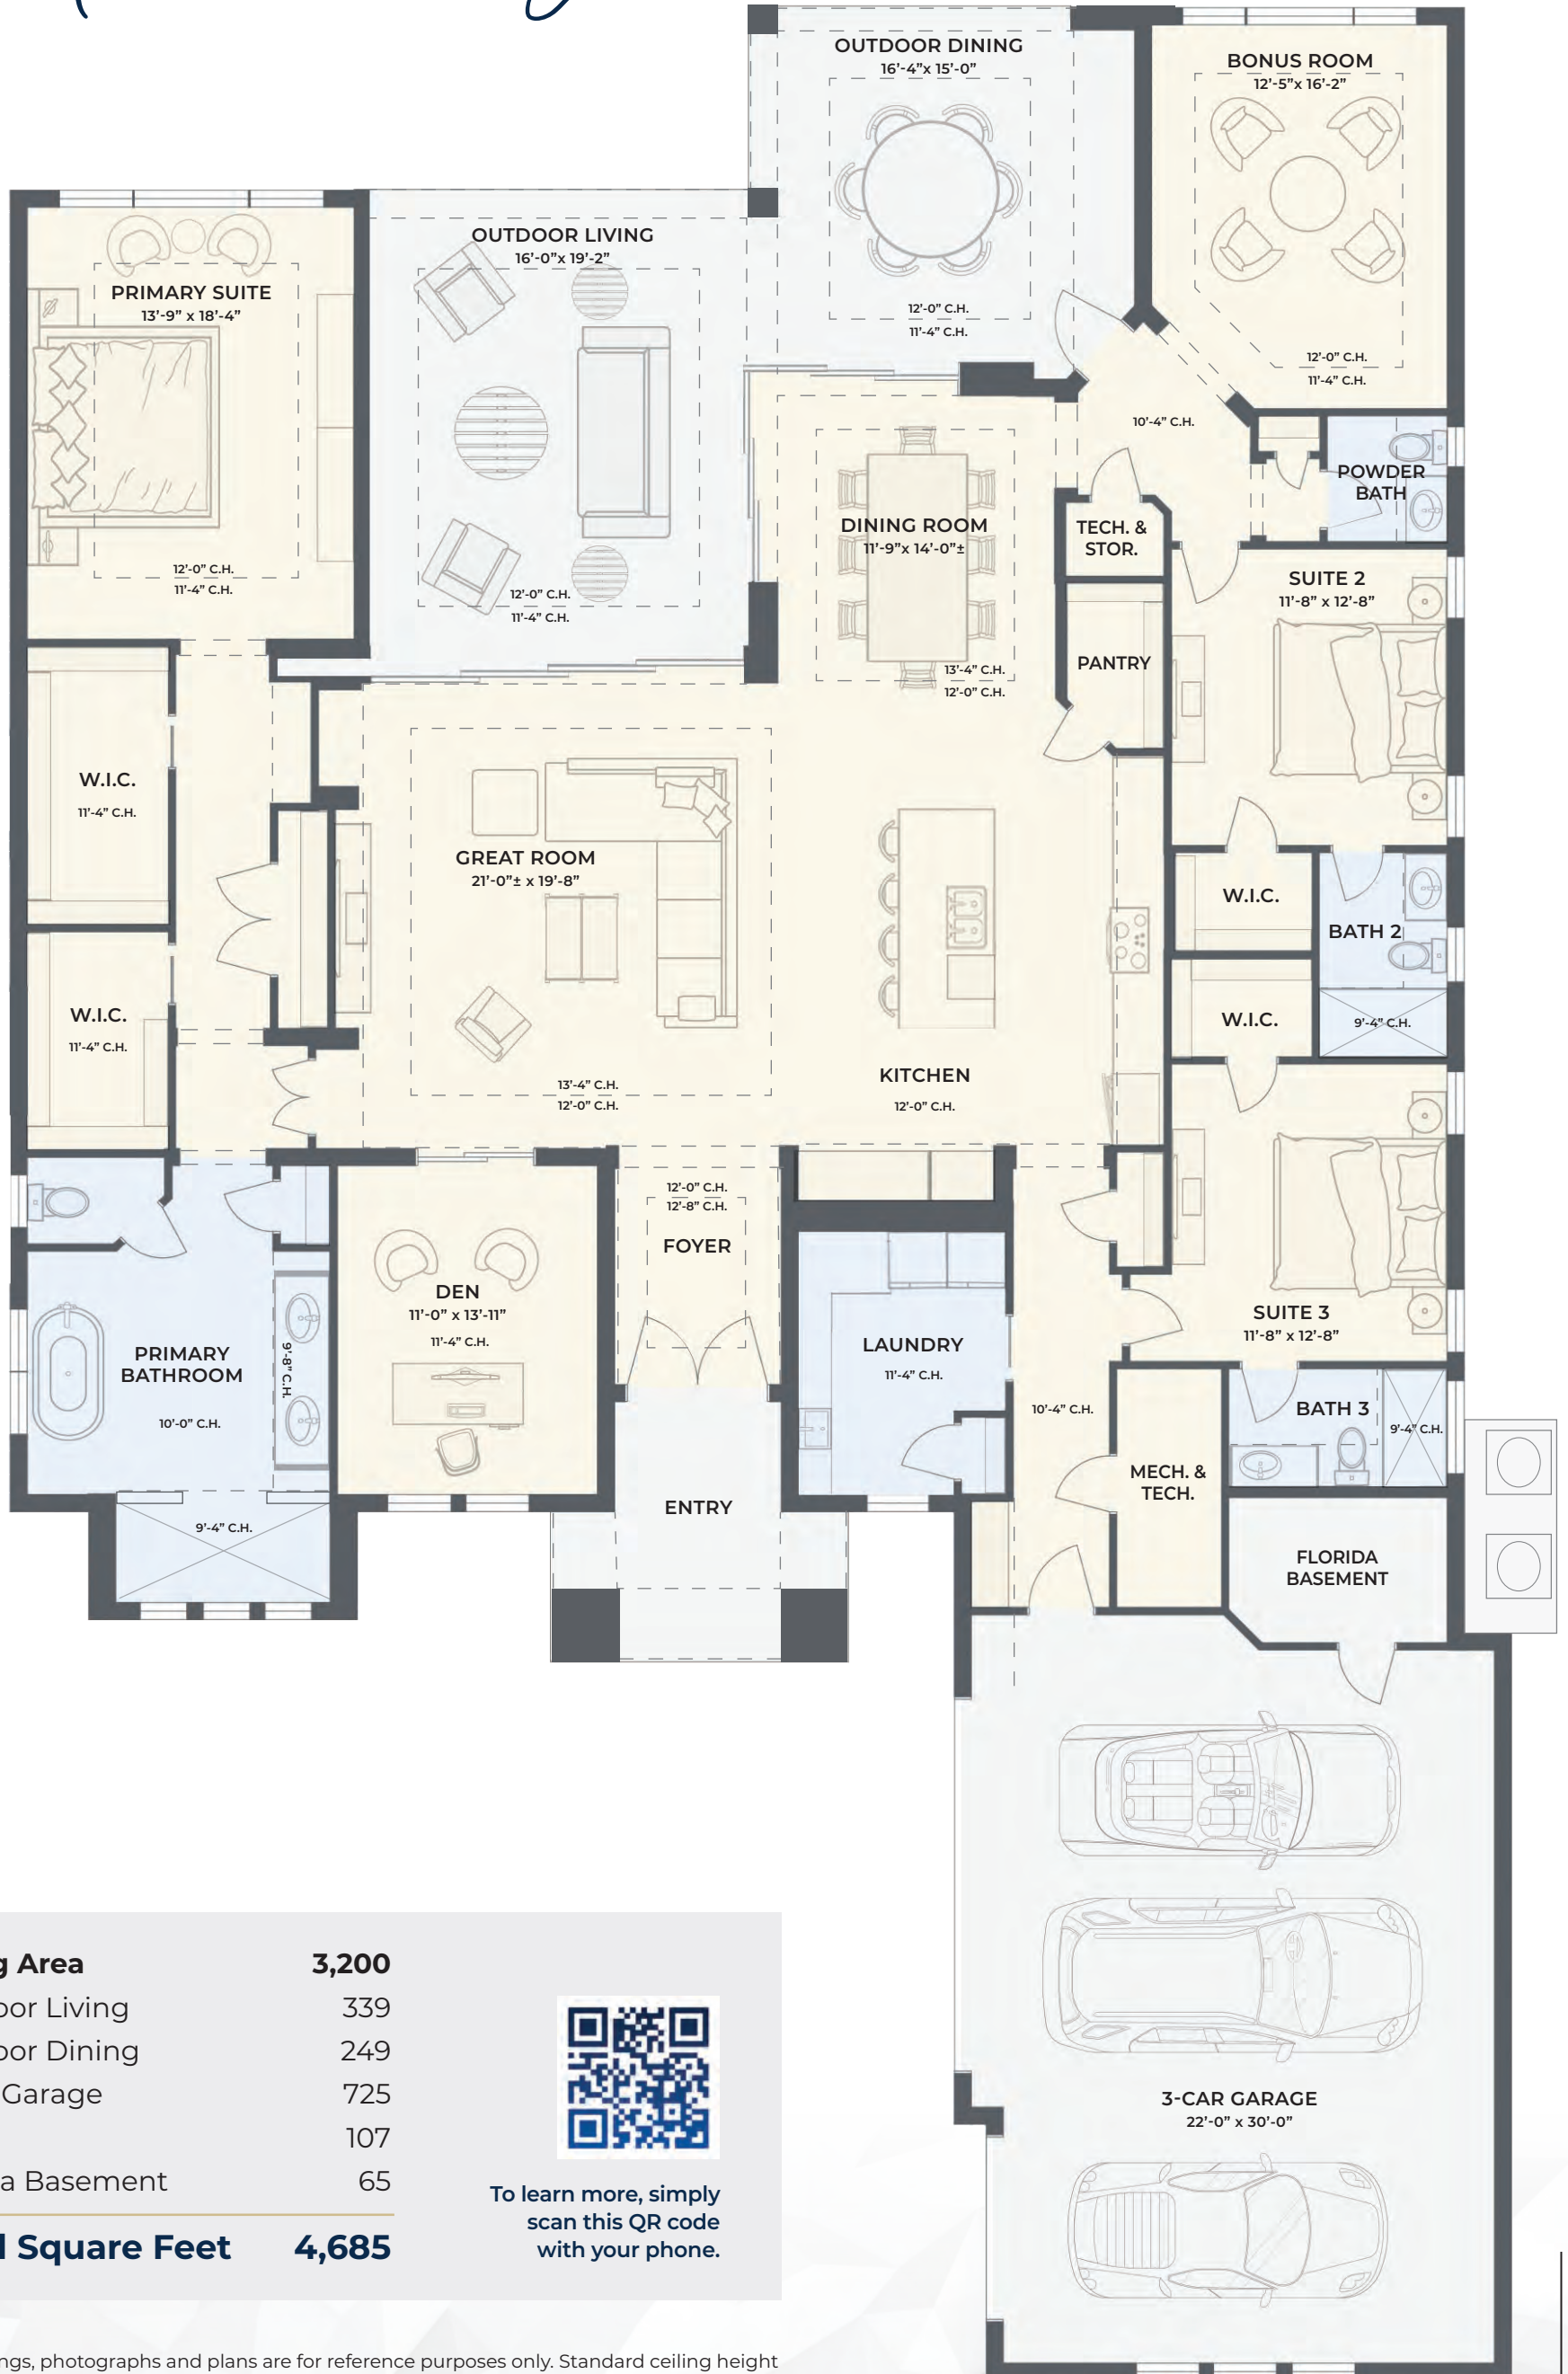 OUTDOOR DINING
16'-4"x 15'-0"
12'-0" C.H.
11'-4" C.H.
BONUS ROOM
12'-5"x 16'-2"
12'-0" C.H.
11'-4" C.H.
OUTDOOR LIVING
16'-0"x 19'-2"
12'-0" C.H.
11'-4" C.H.
PRIMARY SUITE
13'-9" x 18'-4"
12'-0" C.H.
11'-4" C.H.
10'-4" C.H.
POWDER
BATH
DINING ROOM
11'-9"x 14'-0"±
13'-4" C.H.
12'-0" C.H.
TECH. &
STOR.
SUITE 2
11'-8" x 12'-8"
PANTRY
W.I.C.
11'-4" C.H.
GREAT ROOM
21'-0"± x 19'-8"
13'-4" C.H.
12'-0" C.H.
W.I.C.
BATH 2
W.I.C.
11'-4" C.H.
W.I.C.
9'-4" C.H.
KITCHEN
12'-0" C.H.
12'-0" C.H.
12'-8" C.H.
FOYER
DEN
11'-0" x 13'-11"
11'-4" C.H.
SUITE 3
11'-8" x 12'-8"
PRIMARY
BATHROOM
10'-0" C.H.
9'-8" C.H.
LAUNDRY
11'-4" C.H.
10'-4" C.H.
BATH 3
9'-4" C.H.
MECH. &
TECH.
ENTRY
9'-4" C.H.
FLORIDA
BASEMENT
3-CAR GARAGE
22'-0" x 30'-0"
g Area 3,200
oor Living 339
oor Dining 249
Garage 725
107
a Basement 65
l Square Feet 4,685
To learn more, simply
scan this QR code
with your phone.
ngs, photographs and plans are for reference purposes only. Standard ceiling height